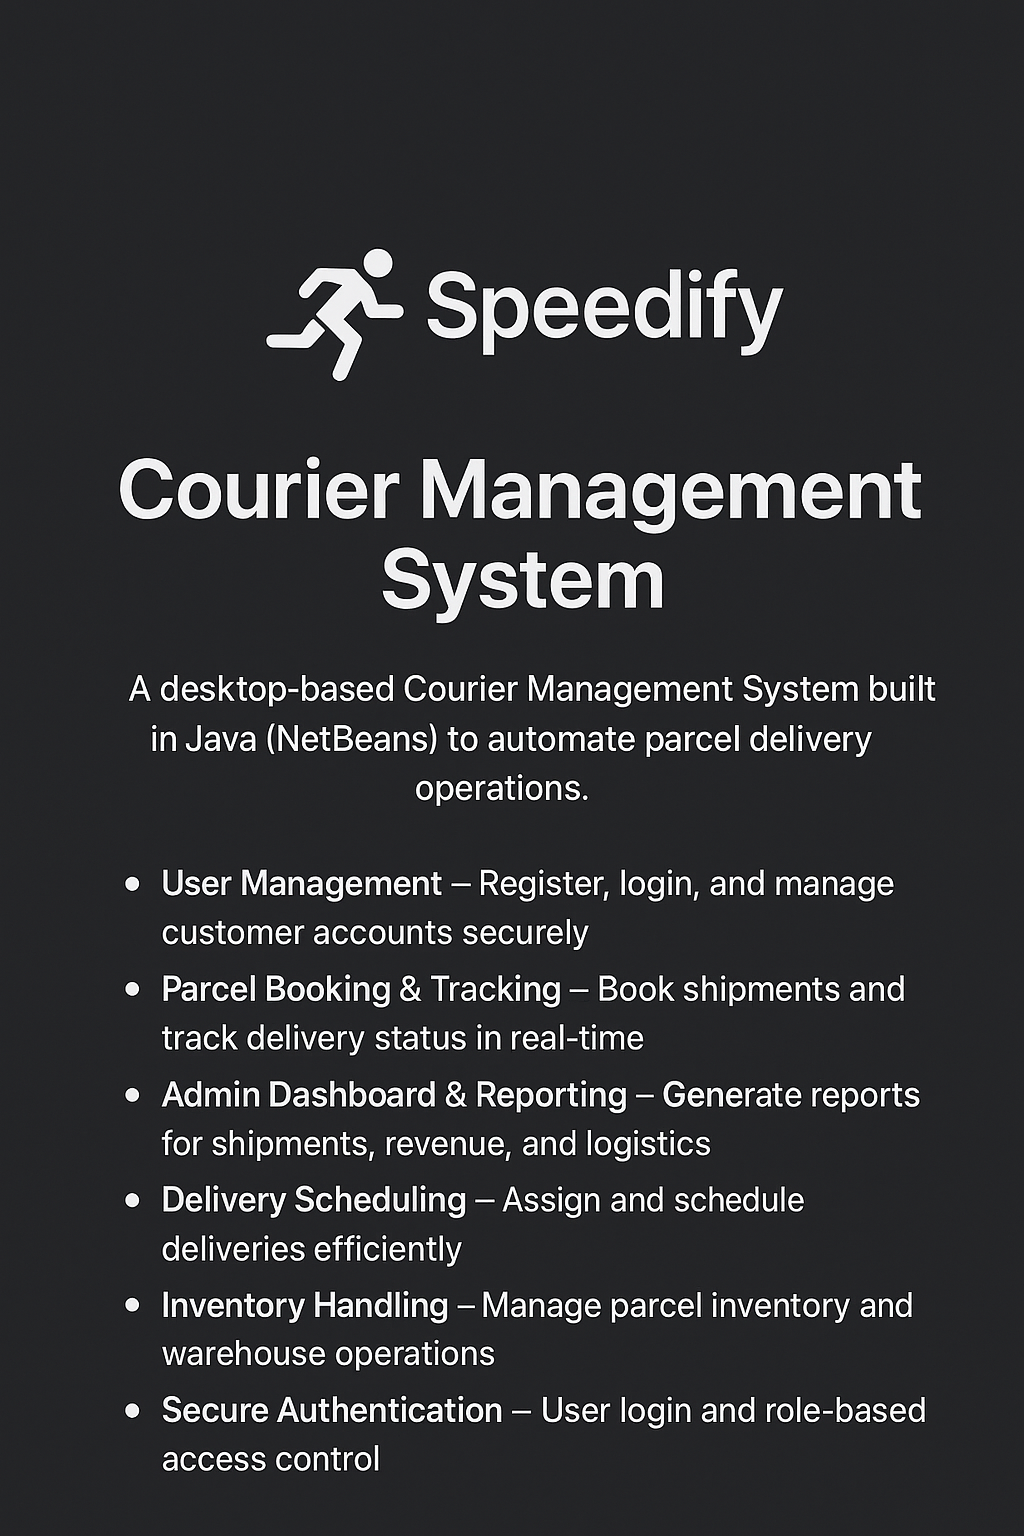 Speedify
Courier Management
System
A desktop-based Courier Management System built
in Java (NetBeans) to automate parcel delivery
operations.
• User Management – Register, login, and manage
customer accounts securely
• Parcel Booking & Tracking – Book shipments and
track delivery status in real-time
• Admin Dashboard & Reporting – Generate reports
for shipments, revenue, and logistics
• Delivery Scheduling – Assign and schedule
deliveries efficiently
• Inventory Handling – Manage parcel inventory and
warehouse operations
• Secure Authentication – User login and role-based
access control